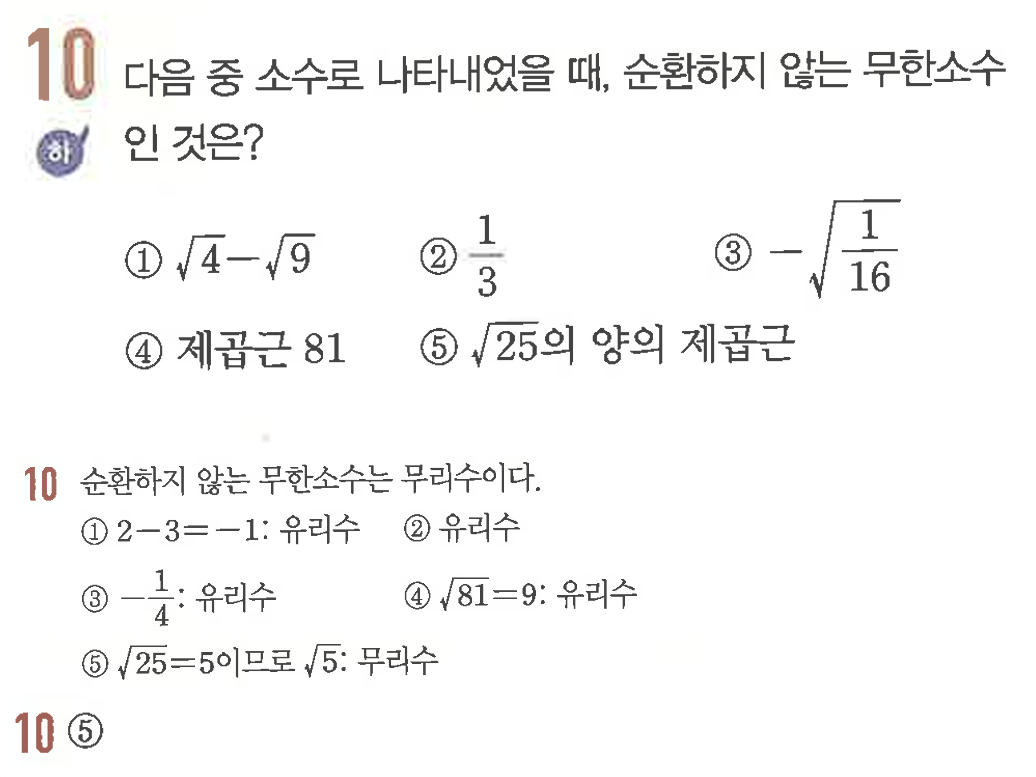 10 다음 중 소수로 나타내었을 때, 순환하지 않는 무한소수
하 인 것은?
① √4−√9 ② 1/3 ③ −√(1/16)
④ 제곱근 81 ⑤ √25의 양의 제곱근
10 순환하지 않는 무한소수는 무리수이다.
① 2−3=−1: 유리수 ② 유리수
③ −1/4: 유리수 ④ √81=9: 유리수
⑤ √25=5이므로 √5: 무리수
10 ⑤